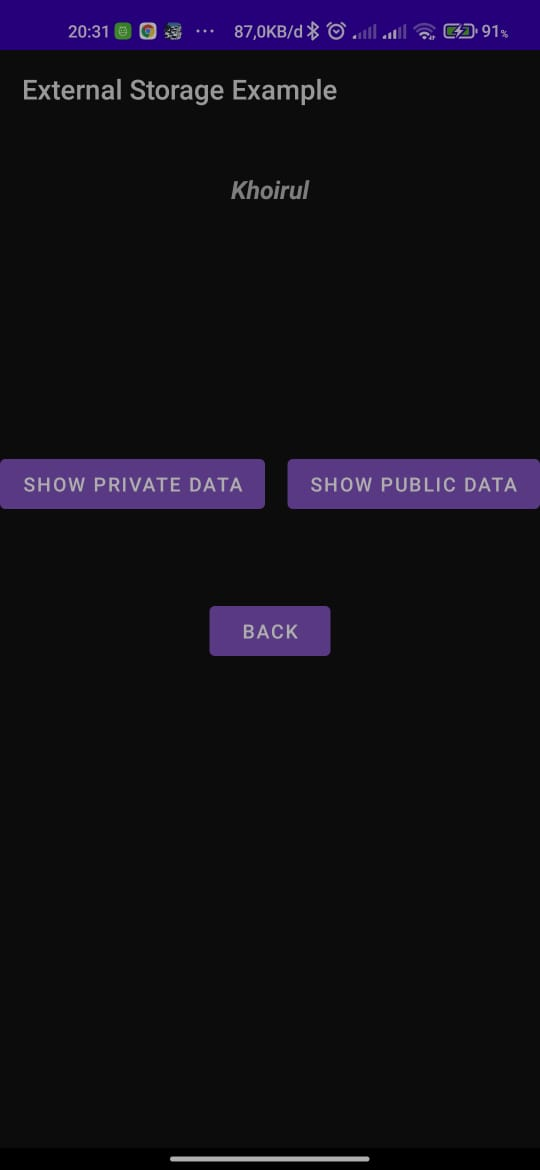 20:31 ... 87,0KB/d 91%
External Storage Example
Khoirul
SHOW PRIVATE DATA SHOW PUBLIC DATA
BACK